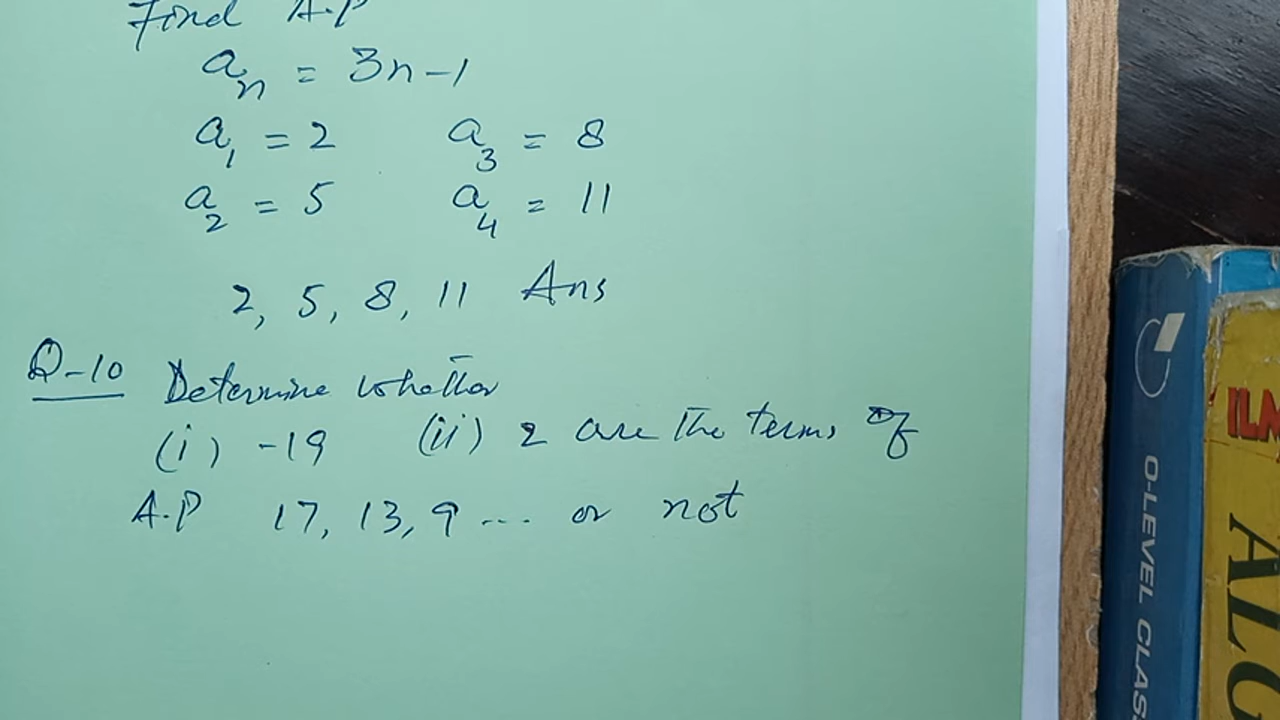 Find A.P
aₙ = 3n-1
a₁ = 2 a₃ = 8
a₂ = 5 a₄ = 11
2, 5, 8, 11 Ans
Q-10 Determine whether
(i) -19 (ii) 2 are the terms of
A.P 17, 13, 9 ... or not
O-LEVEL CLAS